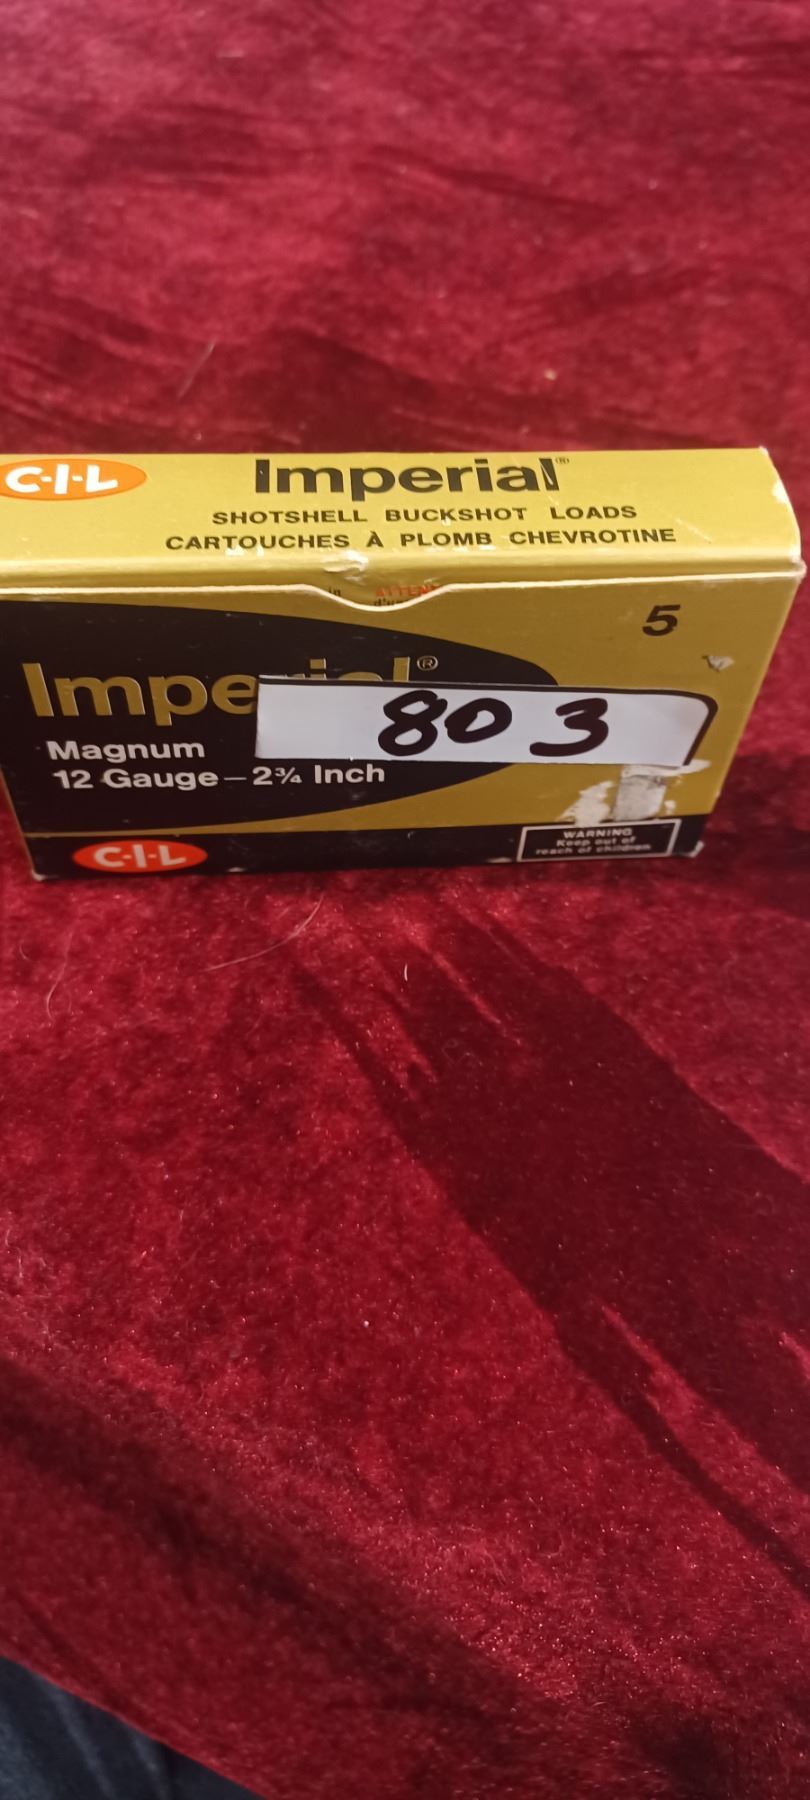 C-I-L Imperial®
SHOTSHELL BUCKSHOT LOADS
CARTOUCHES À PLOMB CHEVROTINE
5
Imperial®
803
Magnum
12 Gauge – 2¾ Inch
C-I-L
WARNING
Keep out of
reach of children